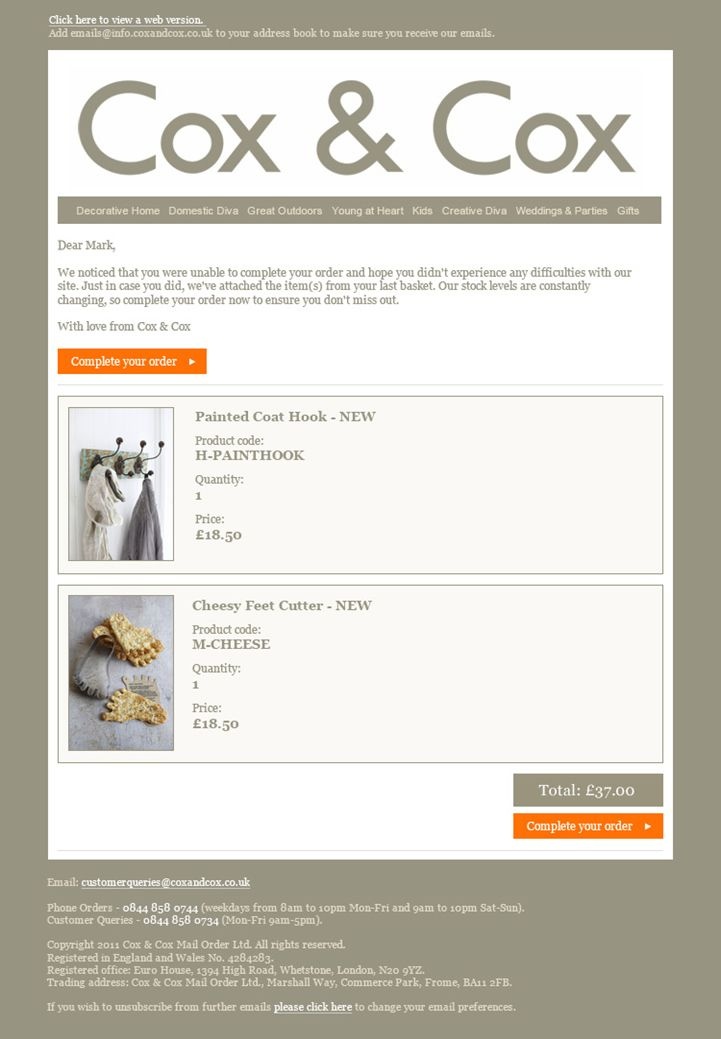 Click here to view a web version.
Add emails@info.coxandcox.co.uk to your address book to make sure you receive our emails.
Cox & Cox
Decorative Home Domestic Diva Great Outdoors Young at Heart Kids Creative Diva Weddings & Parties Gifts
Dear Mark,
We noticed that you were unable to complete your order and hope you didn't experience any difficulties with our
site. Just in case you did, we've attached the item(s) from your last basket. Our stock levels are constantly
changing, so complete your order now to ensure you don't miss out.
With love from Cox & Cox
Complete your order
Painted Coat Hook - NEW
Product code:
H-PAINTHOOK
Quantity:
1
Price:
£18.50
Cheesy Feet Cutter - NEW
Product code:
M-CHEESE
Quantity:
1
Price:
£18.50
Total: £37.00
Complete your order
Email: customerqueries@coxandcox.co.uk
Phone Orders - 0844 858 0744 (weekdays from 8am to 10pm Mon-Fri and 9am to 10pm Sat-Sun).
Customer Queries - 0844 858 0734 (Mon-Fri 9am-5pm).
Copyright 2011 Cox & Cox Mail Order Ltd. All rights reserved.
Registered in England and Wales No. 4284283.
Registered office: Euro House, 1394 High Road, Whetstone, London, N20 9YZ.
Trading address: Cox & Cox Mail Order Ltd., Marshall Way, Commerce Park, Frome, BA11 2FB.
If you wish to unsubscribe from further emails please click here to change your email preferences.